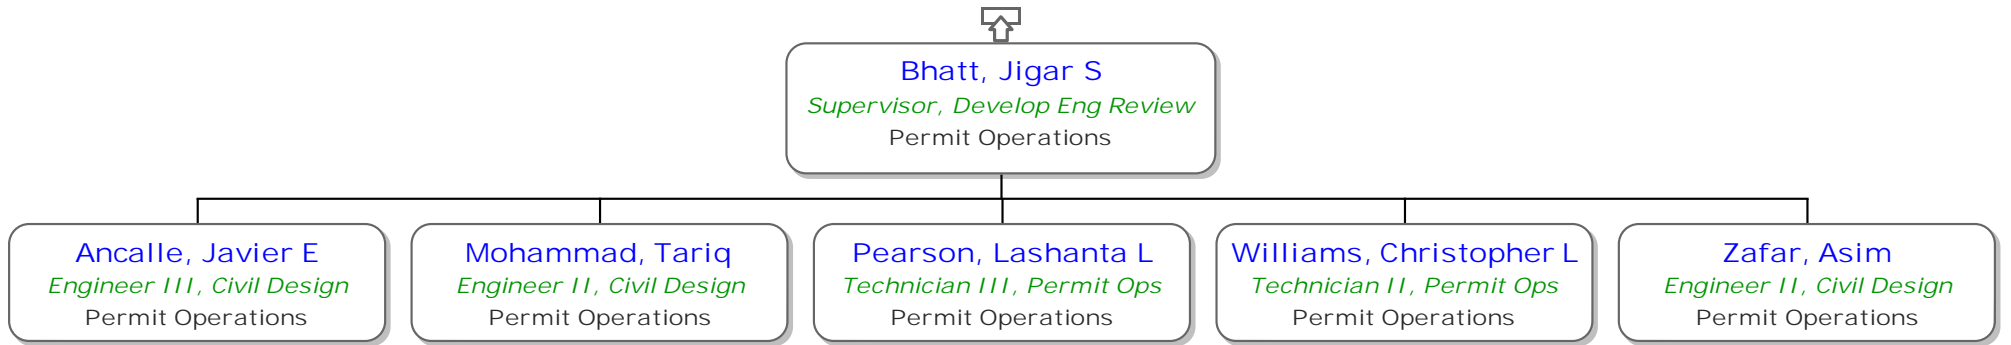 Bhatt, Jigar S
Supervisor, Develop Eng Review
Permit Operations
Ancalle, Javier E
Engineer III, Civil Design
Permit Operations
Mohammad, Tariq
Engineer II, Civil Design
Permit Operations
Pearson, Lashanta L
Technician III, Permit Ops
Permit Operations
Williams, Christopher L
Technician II, Permit Ops
Permit Operations
Zafar, Asim
Engineer II, Civil Design
Permit Operations